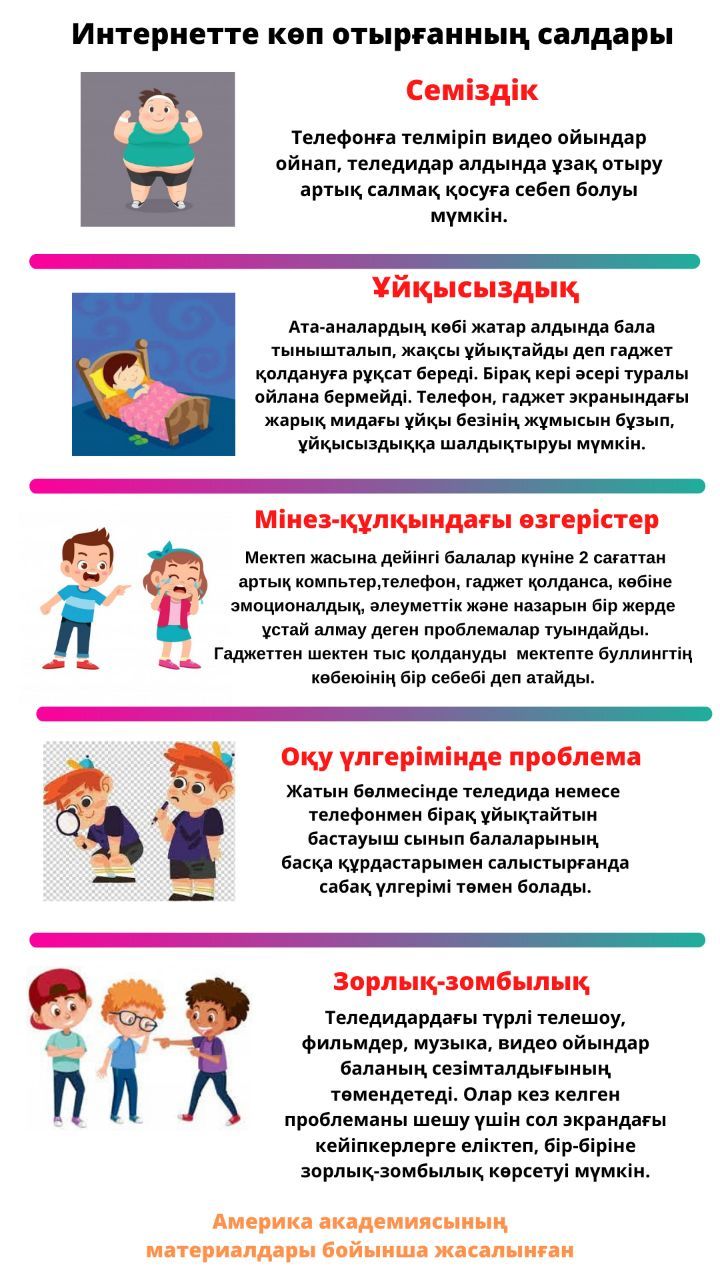 Интернетте көп отырғанның салдары
Семіздік
Телефонға телміріп видео ойындар
ойнап, теледидар алдында ұзақ отыру
артық салмақ қосуға себеп болуы
мүмкін.
Ұйқысыздық
Ата-аналардың көбі жатар алдында бала
тынышталып, жақсы ұйықтайды деп гаджет
қолдануға рұқсат береді. Бірақ кері әсері туралы
ойлана бермейді. Телефон, гаджет экранындағы
жарық мидағы ұйқы безінің жұмысын бұзып,
ұйқысыздыққа шалдықтыруы мүмкін.
Мінез-құлқындағы өзгерістер
Мектеп жасына дейінгі балалар күніне 2 сағаттан
артық компьтер,телефон, гаджет қолданса, көбіне
эмоционалдық, әлеуметтік және назарын бір жерде
ұстай алмау деген проблемалар туындайды.
Гаджеттен шектен тыс қолдануды мектепте буллингтің
көбеюінің бір себебі деп атайды.
Оқу үлгерімінде проблема
Жатын бөлмесінде теледида немесе
телефонмен бірақ ұйықтайтын
бастауыш сынып балаларының
басқа құрдастарымен салыстырғанда
сабақ үлгерімі төмен болады.
Зорлық-зомбылық
Теледидардағы түрлі телешоу,
фильмдер, музыка, видео ойындар
баланың сезімталдығының
төмендетеді. Олар кез келген
проблеманы шешу үшін сол экрандағы
кейіпкерлерге еліктеп, бір-біріне
зорлық-зомбылық көрсетуі мүмкін.
Америка академиясының
материалдары бойынша жасалынған